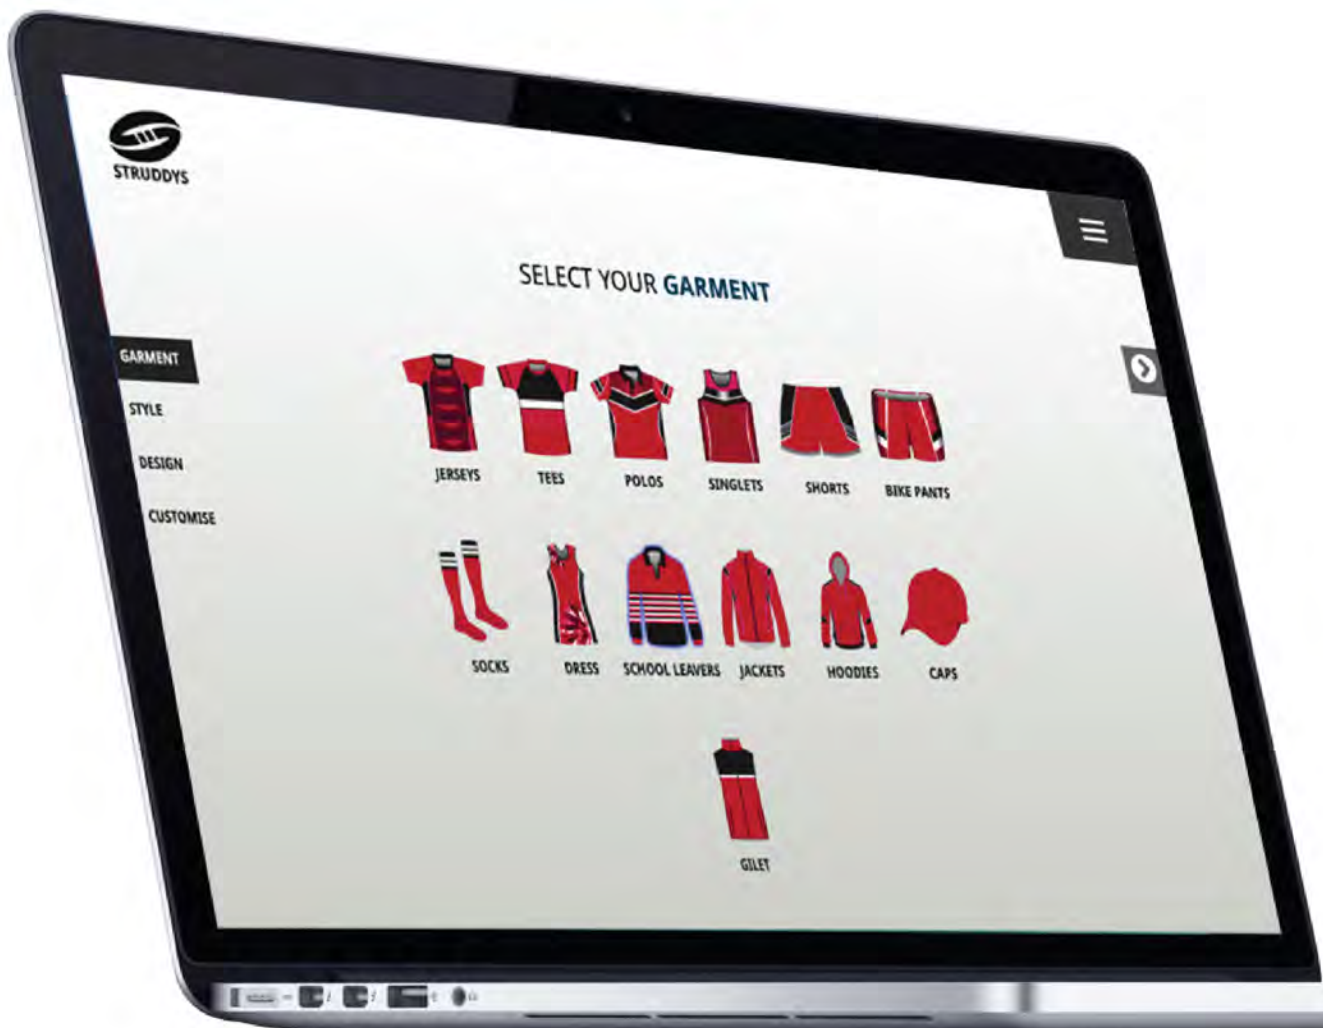 STRUDDYS
SELECT YOUR GARMENT
GARMENT
STYLE
DESIGN
CUSTOMISE
JERSEYS
TEES
POLOS
SINGLETS
SHORTS
BIKE PANTS
SOCKS
DRESS
SCHOOL LEAVERS
JACKETS
HOODIES
CAPS
GILET